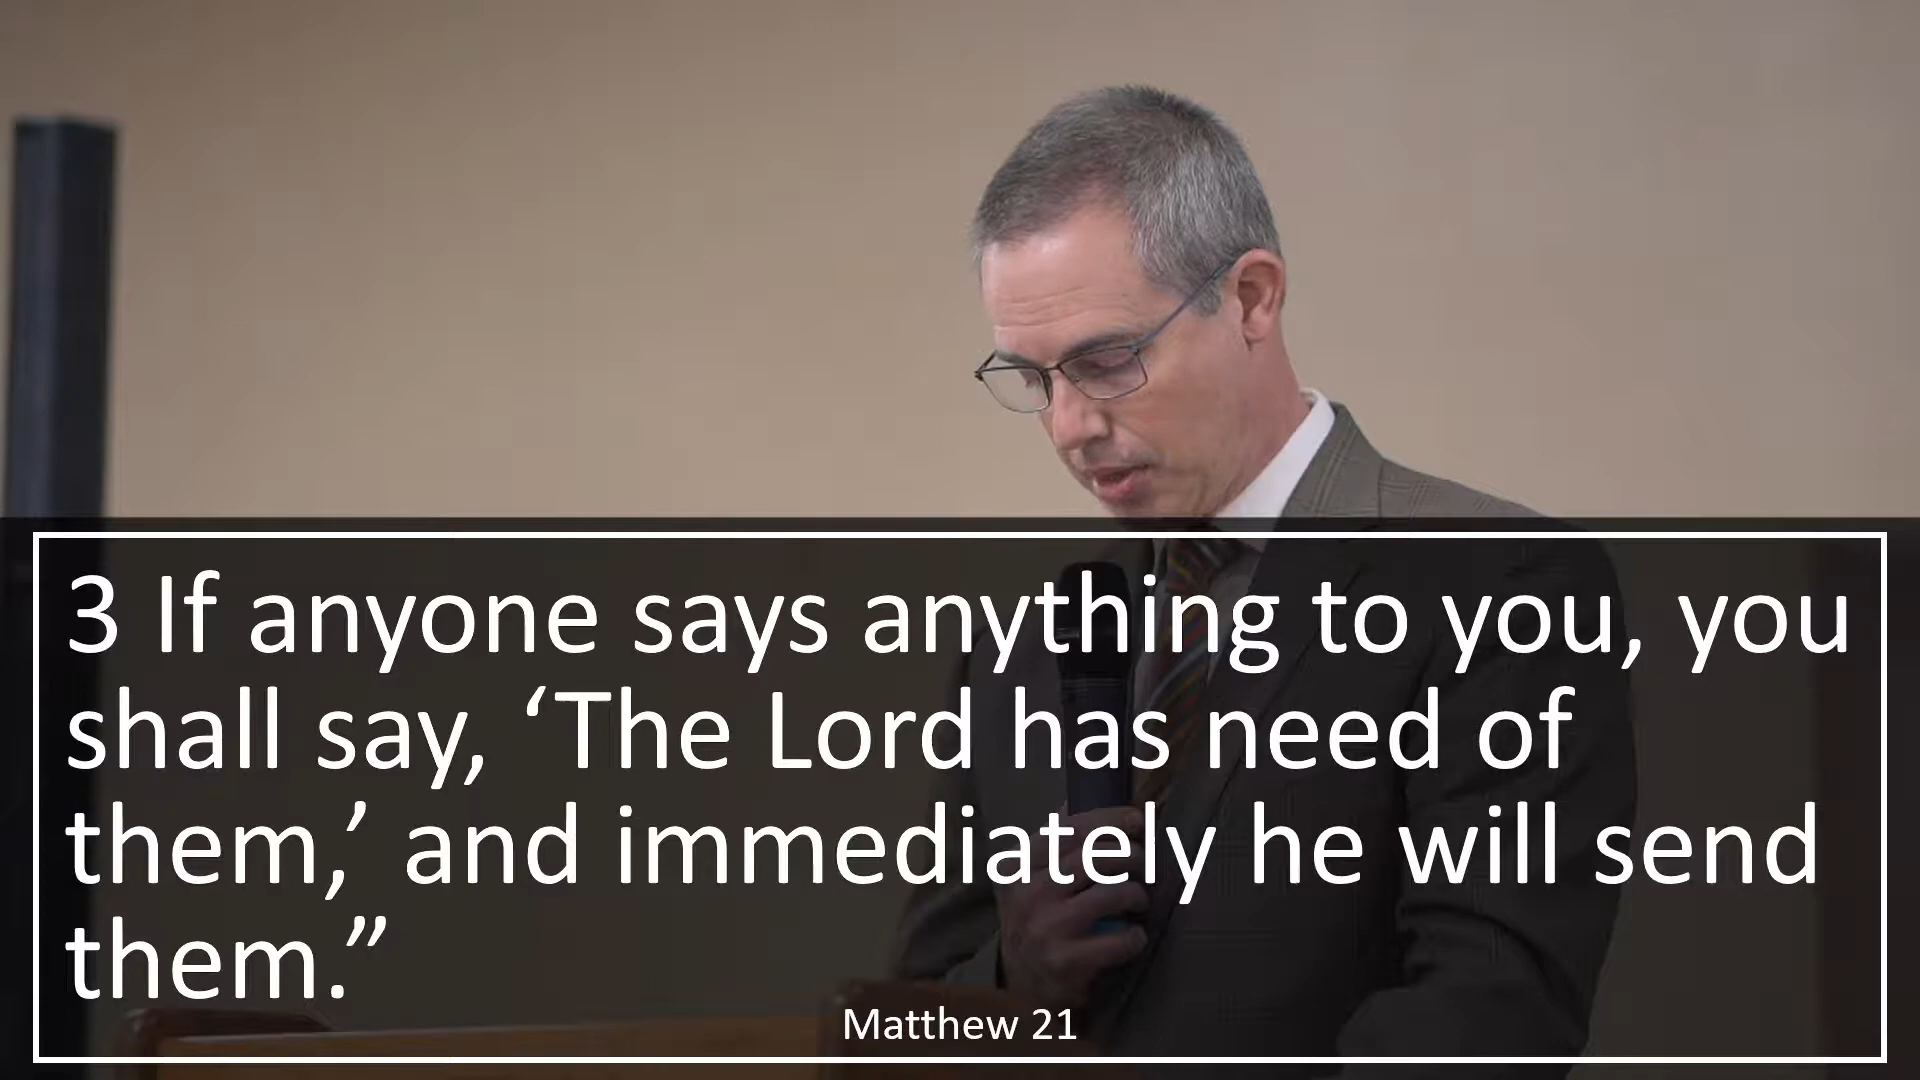 3 If anyone says anything to you, you
shall say, ‘The Lord has need of
them,’ and immediately he will send
them.”
Matthew 21